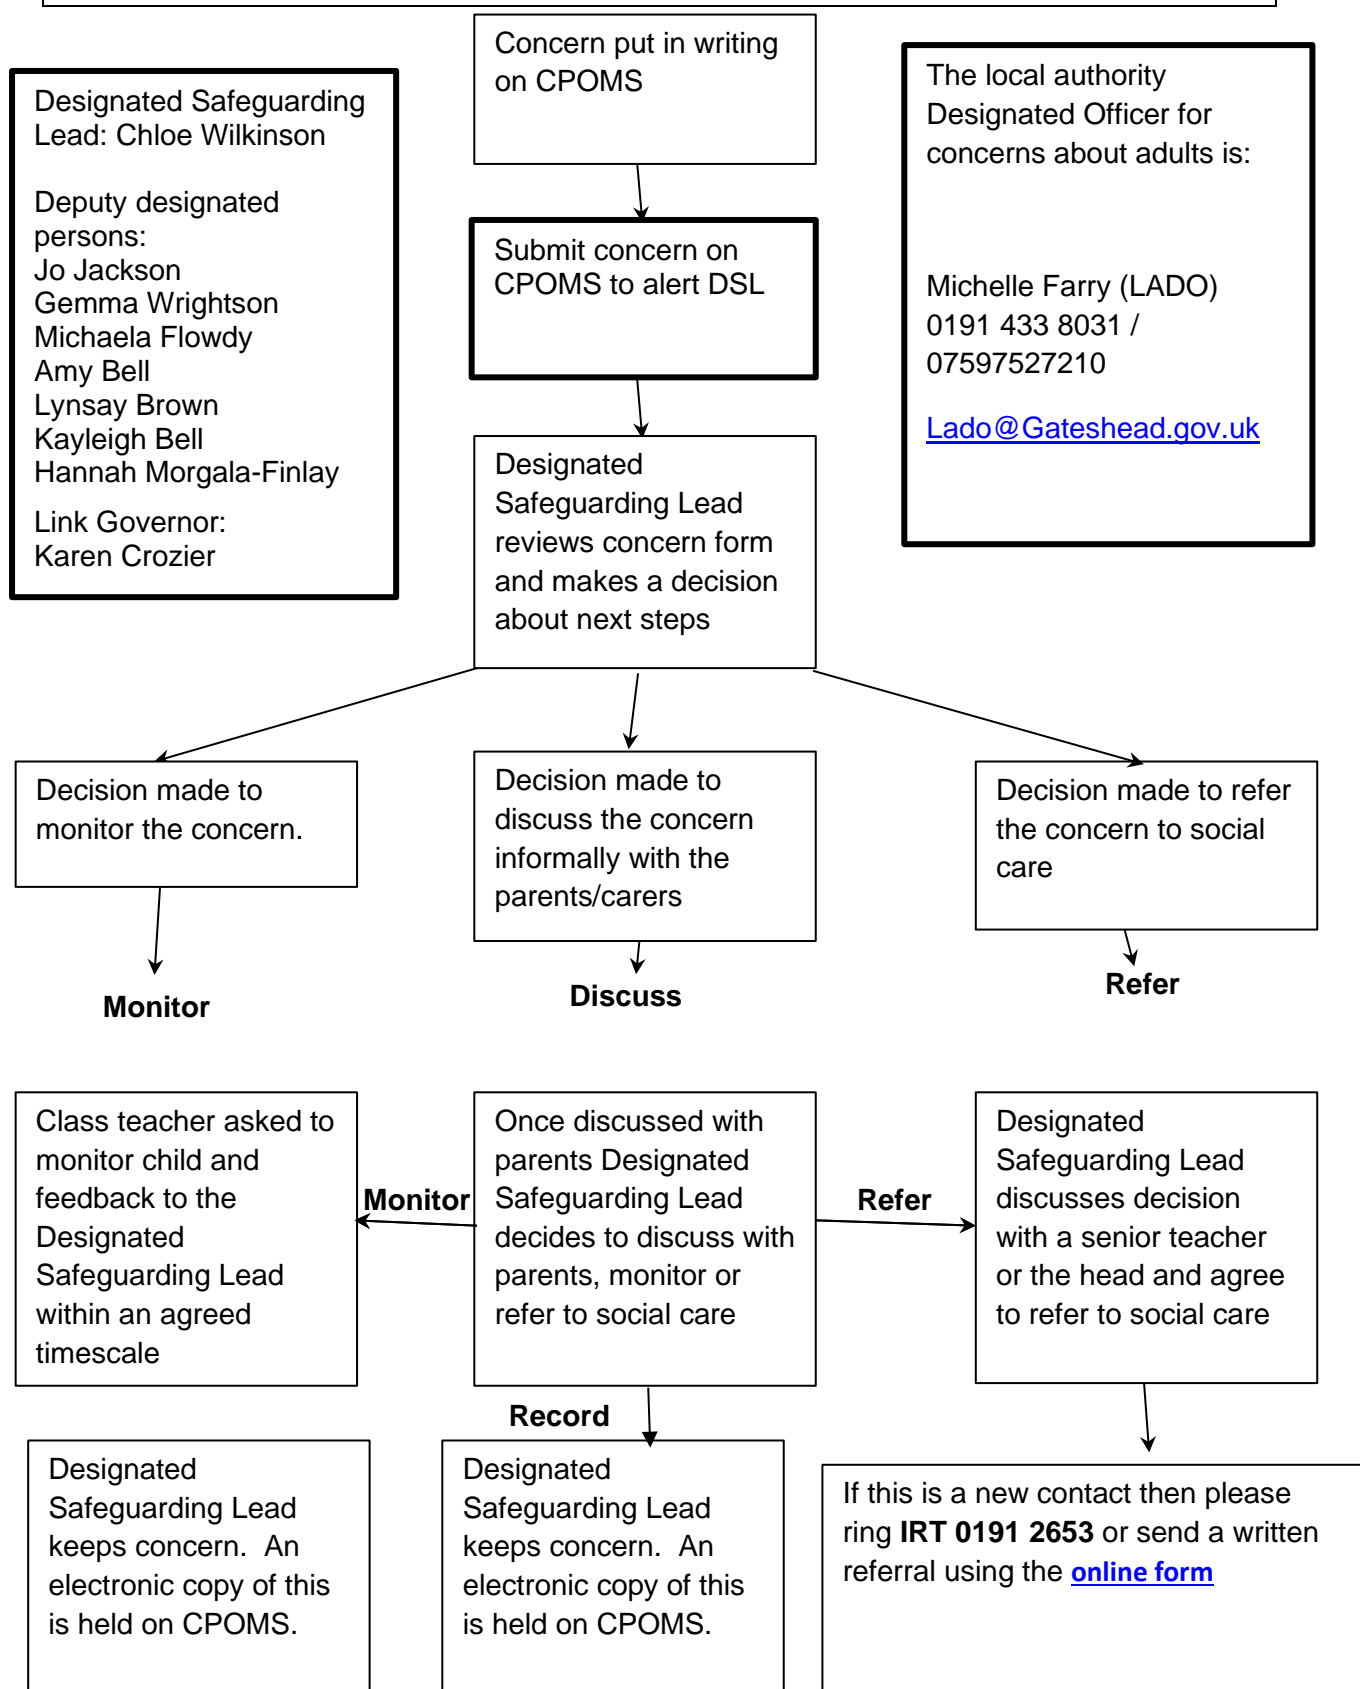 Concern put in writing
on CPOMS
Designated Safeguarding
Lead: Chloe Wilkinson
Deputy designated
persons:
Jo Jackson
Gemma Wrightson
Michaela Flowdy
Amy Bell
Lynsay Brown
Kayleigh Bell
Hannah Morgala-Finlay
Link Governor:
Karen Crozier
Submit concern on
CPOMS to alert DSL
The local authority
Designated Officer for
concerns about adults is:
Michelle Farry (LADO)
0191 433 8031 /
07597527210
Lado@Gateshead.gov.uk
Designated
Safeguarding Lead
reviews concern form
and makes a decision
about next steps
Decision made to
monitor the concern.
Decision made to
discuss the concern
informally with the
parents/carers
Decision made to refer
the concern to social
care
Monitor
Discuss
Refer
Class teacher asked to
monitor child and
feedback to the
Designated
Safeguarding Lead
within an agreed
timescale
Monitor
Once discussed with
parents Designated
Safeguarding Lead
decides to discuss with
parents, monitor or
refer to social care
Refer
Designated
Safeguarding Lead
discusses decision
with a senior teacher
or the head and agree
to refer to social care
Record
Designated
Safeguarding Lead
keeps concern.  An
electronic copy of this
is held on CPOMS.
Designated
Safeguarding Lead
keeps concern.  An
electronic copy of this
is held on CPOMS.
If this is a new contact then please
ring IRT 0191 2653 or send a written
referral using the online form